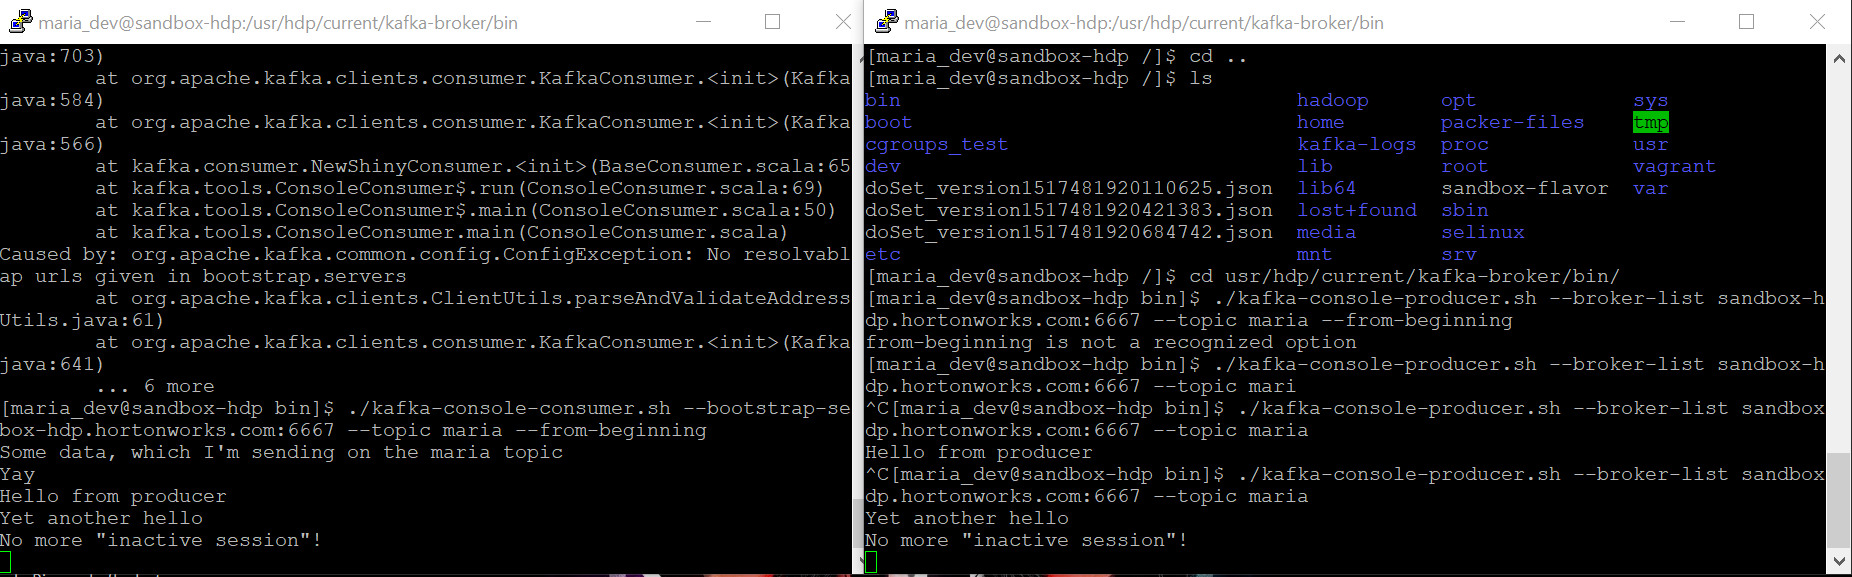 maria_dev@sandbox-hdp:/usr/hdp/current/kafka-broker/bin
java:703)
at org.apache.kafka.clients.consumer.KafkaConsumer.<init>(Kafka
java:584)
at org.apache.kafka.clients.consumer.KafkaConsumer.<init>(Kafka
java:566)
at kafka.consumer.NewShinyConsumer.<init>(BaseConsumer.scala:65
at kafka.tools.ConsoleConsumer$.run(ConsoleConsumer.scala:69)
at kafka.tools.ConsoleConsumer$.main(ConsoleConsumer.scala:50)
at kafka.tools.ConsoleConsumer.main(ConsoleConsumer.scala)
Caused by: org.apache.kafka.common.config.ConfigException: No resolvabl
ap urls given in bootstrap.servers
at org.apache.kafka.clients.ClientUtils.parseAndValidateAddress
Utils.java:61)
at org.apache.kafka.clients.consumer.KafkaConsumer.<init>(Kafka
java:641)
... 6 more
[maria_dev@sandbox-hdp bin]$ ./kafka-console-consumer.sh --bootstrap-se
box-hdp.hortonworks.com:6667 --topic maria --from-beginning
Some data, which I'm sending on the maria topic
Yay
Hello from producer
Yet another hello
No more "inactive session"!
maria_dev@sandbox-hdp:/usr/hdp/current/kafka-broker/bin
[maria_dev@sandbox-hdp /]$ cd ..
[maria_dev@sandbox-hdp /]$ ls
bin hadoop opt sys
boot home packer-files tmp
cgroups_test kafka-logs proc usr
dev lib root vagrant
doSet_version1517481920110625.json lib64 sandbox-flavor var
doSet_version1517481920421383.json lost+found sbin
doSet_version1517481920684742.json media selinux
etc mnt srv
[maria_dev@sandbox-hdp /]$ cd usr/hdp/current/kafka-broker/bin/
[maria_dev@sandbox-hdp bin]$ ./kafka-console-producer.sh --broker-list sandbox-h
dp.hortonworks.com:6667 --topic maria --from-beginning
from-beginning is not a recognized option
[maria_dev@sandbox-hdp bin]$ ./kafka-console-producer.sh --broker-list sandbox-h
dp.hortonworks.com:6667 --topic mari
^C[maria_dev@sandbox-hdp bin]$ ./kafka-console-producer.sh --broker-list sandbox
dp.hortonworks.com:6667 --topic maria
Hello from producer
^C[maria_dev@sandbox-hdp bin]$ ./kafka-console-producer.sh --broker-list sandbox
dp.hortonworks.com:6667 --topic maria
Yet another hello
No more "inactive session"!